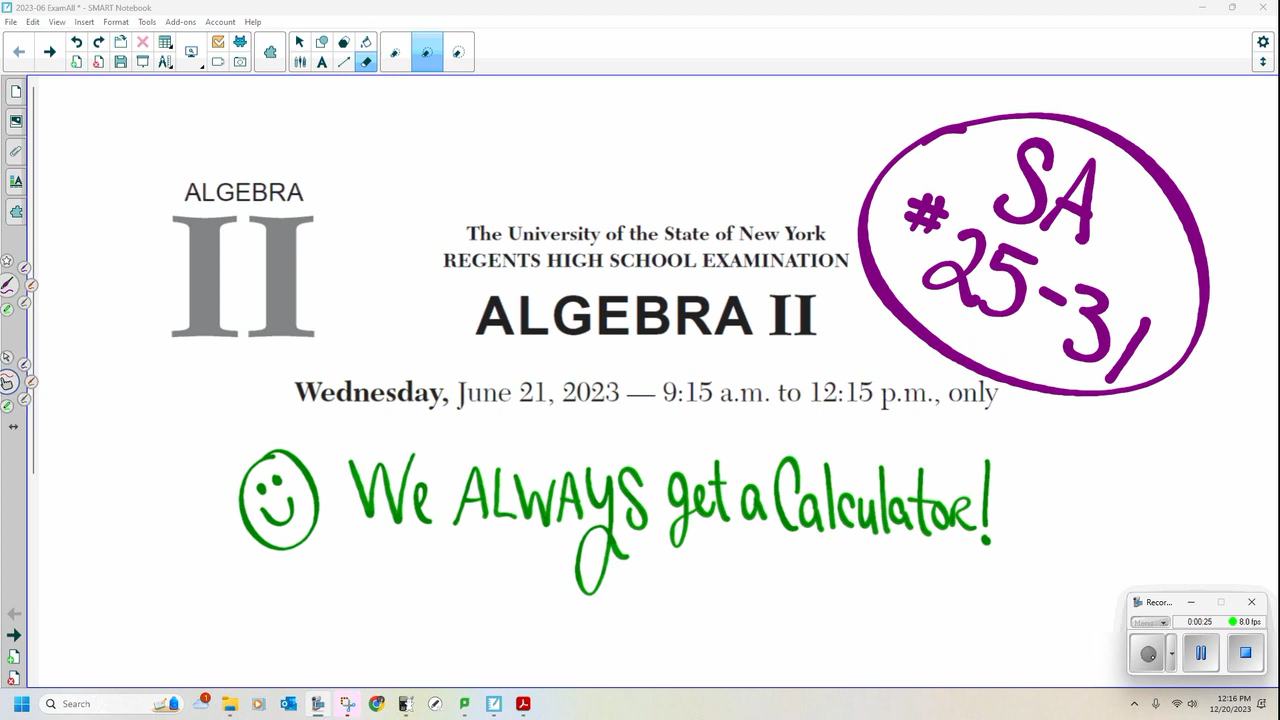 2023-06 ExamAll * - SMART Notebook
File Edit View Insert Format Tools Add-ons Account Help
ALGEBRA
II
The University of the State of New York
REGENTS HIGH SCHOOL EXAMINATION
ALGEBRA II
Wednesday, June 21, 2023 — 9:15 a.m. to 12:15 p.m., only
SA
#
25-31
We ALWAYS get a Calculator!
Recor...
0:00:25 8.0 fps
Search
1
12:16 PM
12/20/2023